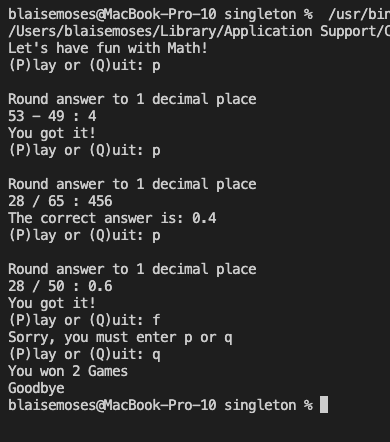 blaisemoses@MacBook-Pro-10 singleton %  /usr/bin
/Users/blaisemoses/Library/Application Support/C
Let's have fun with Math!
(P)lay or (Q)uit: p

Round answer to 1 decimal place
53 - 49 : 4
You got it!
(P)lay or (Q)uit: p

Round answer to 1 decimal place
28 / 65 : 456
The correct answer is: 0.4
(P)lay or (Q)uit: p

Round answer to 1 decimal place
28 / 50 : 0.6
You got it!
(P)lay or (Q)uit: f
Sorry, you must enter p or q
(P)lay or (Q)uit: q
You won 2 Games
Goodbye
blaisemoses@MacBook-Pro-10 singleton %